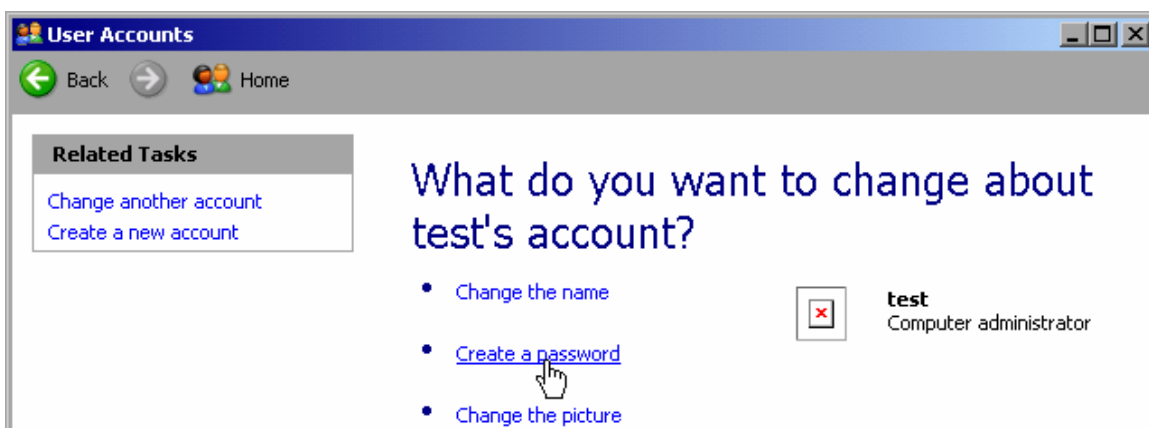 User Accounts
Back Home
Related Tasks
Change another account
Create a new account
What do you want to change about
test's account?
Change the name
test
Computer administrator
Create a password
Change the picture